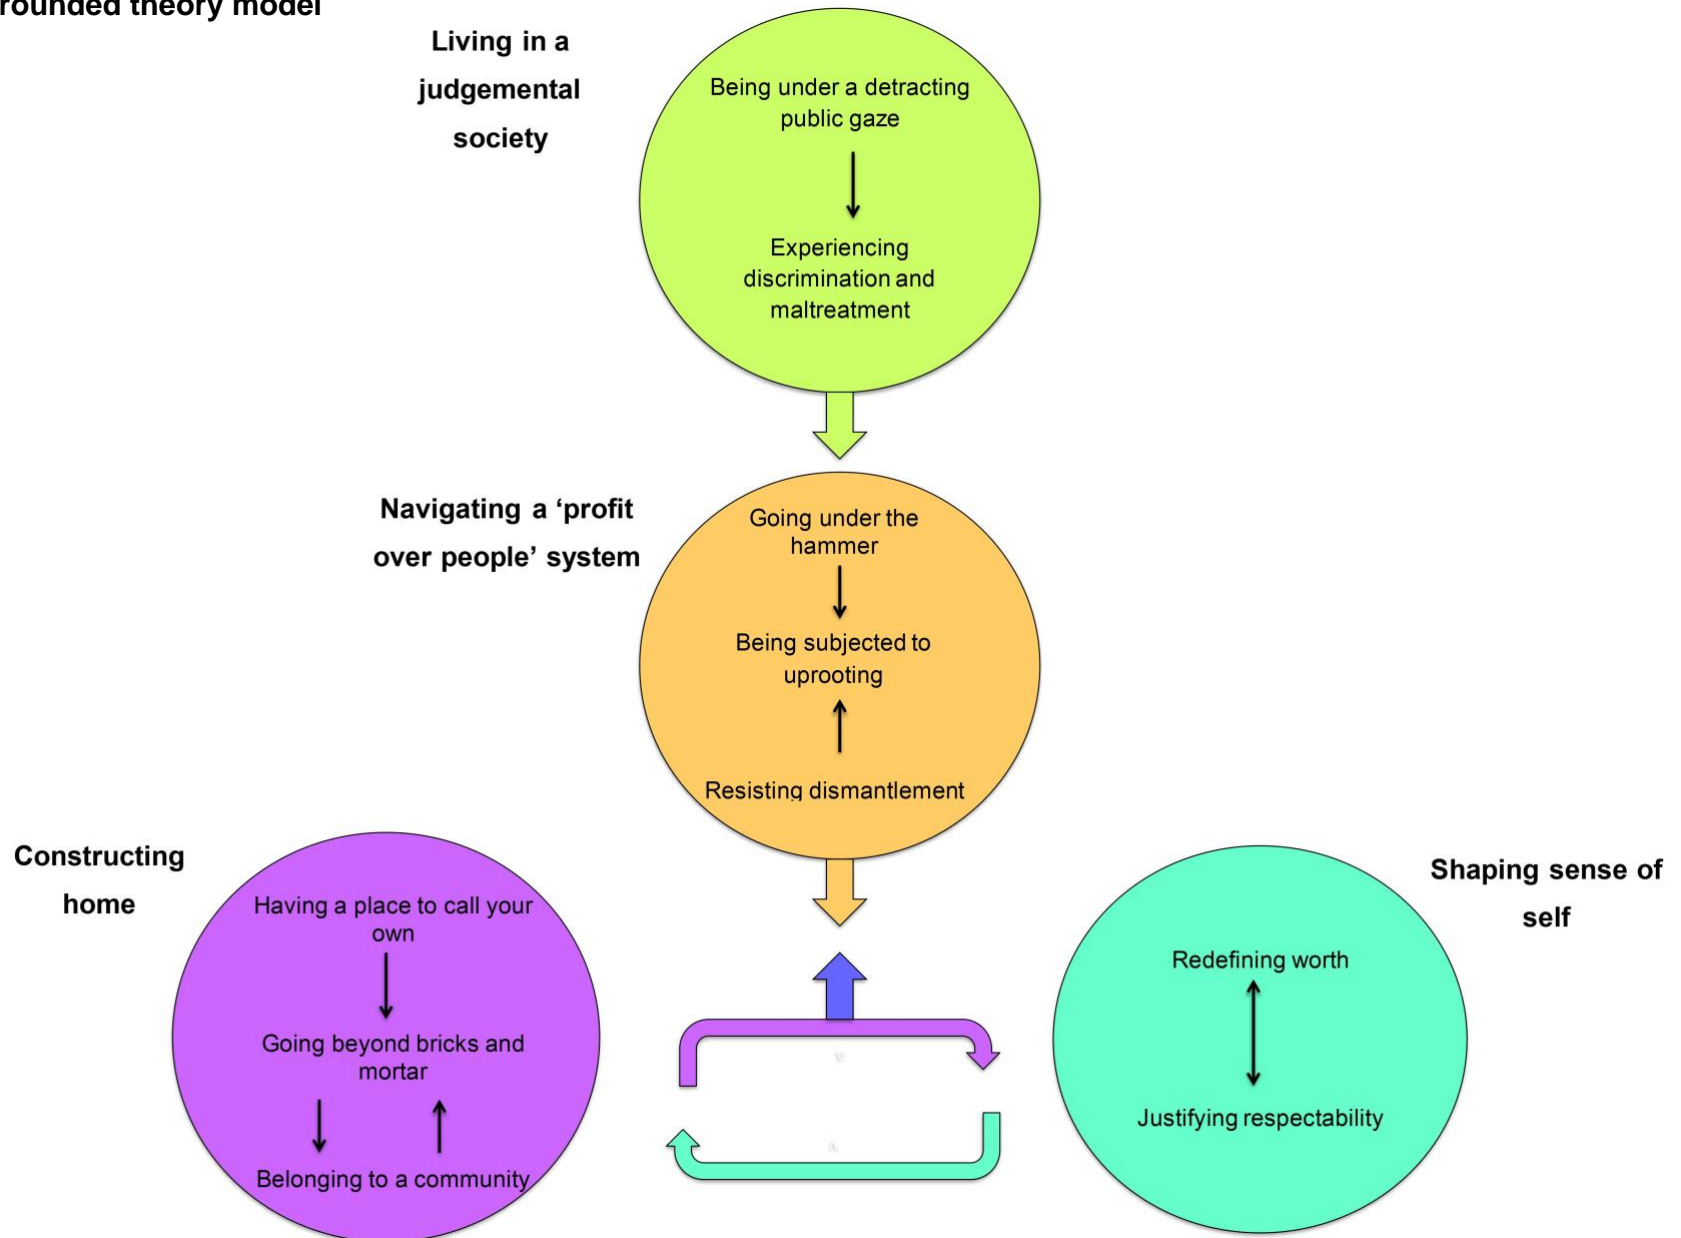 rounded theory model
Living in a
judgemental
society
Being under a detracting
public gaze
Experiencing
discrimination and
maltreatment
Navigating a ‘profit
over people’ system
Going under the
hammer
Being subjected to
uprooting
Resisting dismantlement
Constructing
home
Having a place to call your
own
Going beyond bricks and
mortar
Belonging to a community
Shaping sense of
self
Redefining worth
Justifying respectability